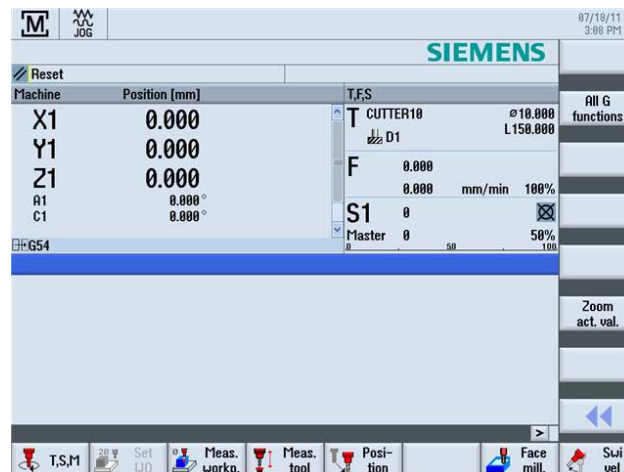 M
JOG
07/18/11
3:08 PM
SIEMENS
Reset
Machine Position [mm] T,F,S
X1 0.000
Y1 0.000
Z1 0.000
A1 0.000°
C1 0.000°
G54
T CUTTER10 ø10.000
D1 L150.000
F 0.000
0.000 mm/min 100%
S1 0
Master 0 50%
0 50 100
All G
functions
Zoom
act. val.
>
T,S,M
Set
WO
Meas.
workp.
Meas.
tool
Posi-
tion
Face
mill.
Swi
vel